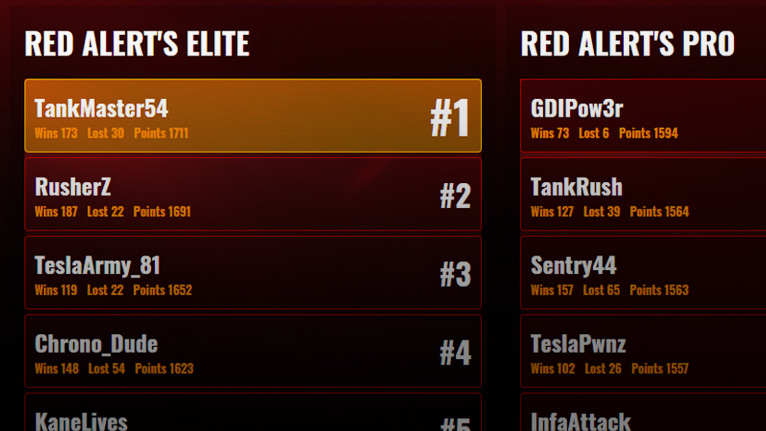 RED ALERT'S ELITE
TankMaster54
Wins 173 Lost 30 Points 1711
#1
RusherZ
Wins 187 Lost 22 Points 1691
#2
TeslaArmy_81
Wins 119 Lost 22 Points 1652
#3
Chrono_Dude
Wins 148 Lost 54 Points 1623
#4
KaneLives
#5
RED ALERT'S PRO
GDIPow3r
Wins 73 Lost 6 Points 1594
TankRush
Wins 127 Lost 39 Points 1564
Sentry44
Wins 157 Lost 65 Points 1563
TeslaPwnz
Wins 102 Lost 26 Points 1557
InfaAttack